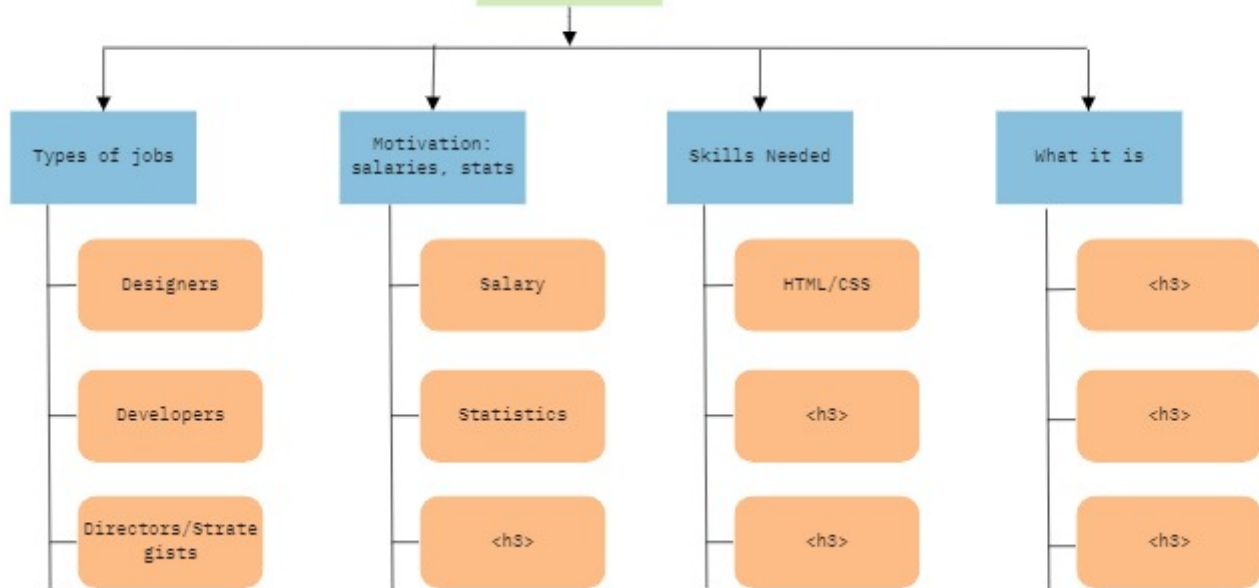 Types of jobs
Motivation:
salaries, stats
Skills Needed
What it is
Designers
Salary
HTML/CSS
<h3>
Developers
Statistics
<h3>
<h3>
Directors/Strate
gists
<h3>
<h3>
<h3>